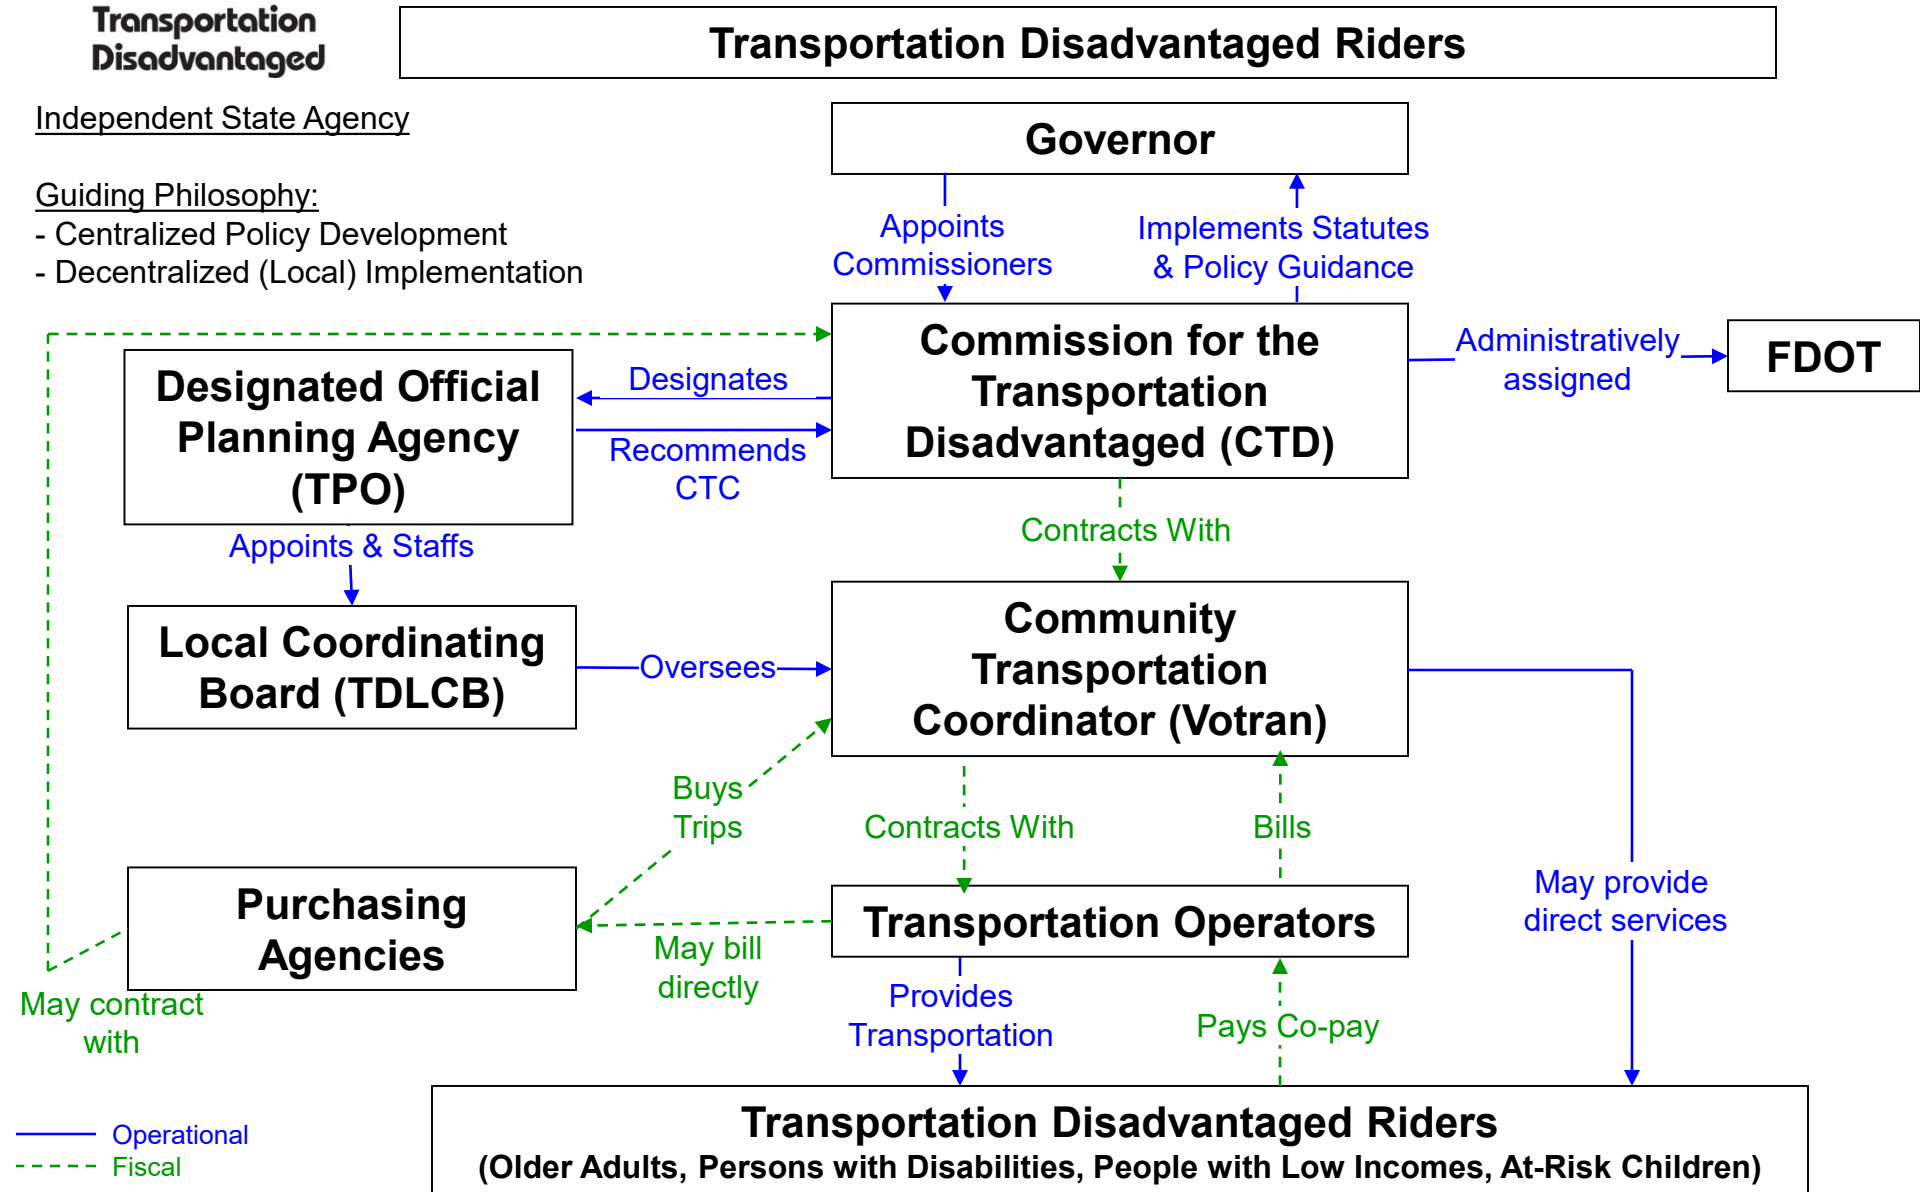 Transportation
Disadvantaged
Transportation Disadvantaged Riders
Independent State Agency
Guiding Philosophy:
- Centralized Policy Development
- Decentralized (Local) Implementation
Governor
Appoints
Commissioners
Implements Statutes
& Policy Guidance
Commission for the
Transportation
Disadvantaged (CTD)
Administratively
assigned
FDOT
Designated Official
Planning Agency
(TPO)
Designates
Recommends
CTC
Appoints & Staffs
Contracts With
Local Coordinating
Board (TDLCB)
Oversees
Community
Transportation
Coordinator (Votran)
Buys
Trips
Contracts With
Bills
May provide
direct services
Purchasing
Agencies
May bill
directly
Transportation Operators
May contract
with
Provides
Transportation
Pays Co-pay
Operational
Fiscal
Transportation Disadvantaged Riders
(Older Adults, Persons with Disabilities, People with Low Incomes, At-Risk Children)